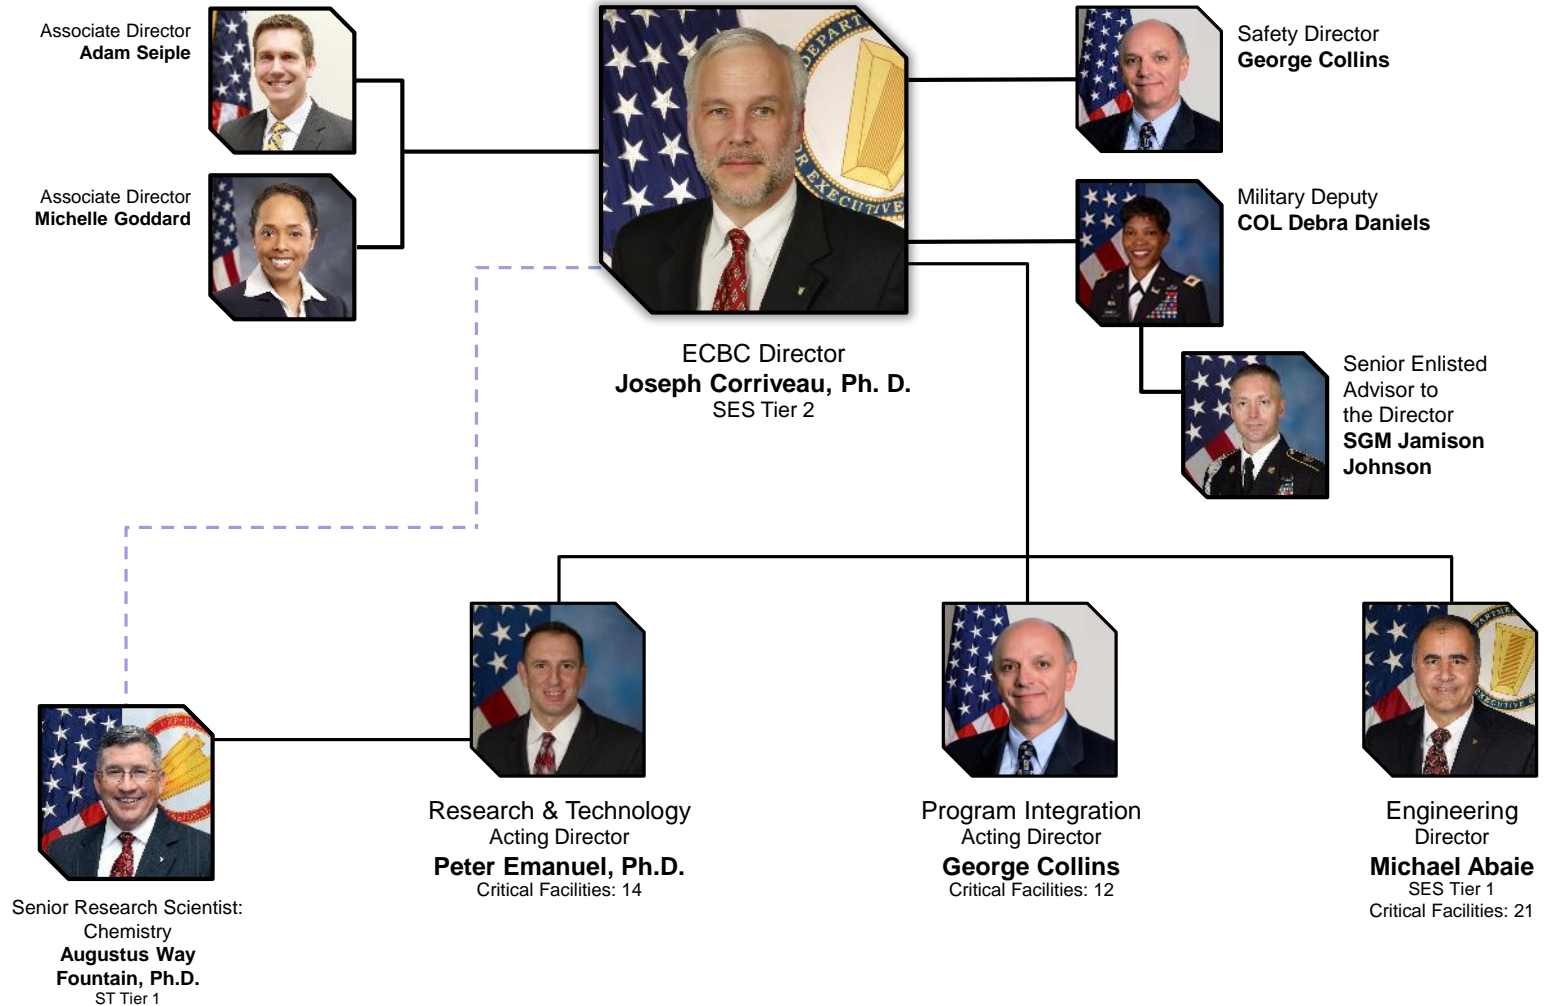 Associate Director
Adam Seiple
Safety Director
George Collins
Associate Director
Michelle Goddard
Military Deputy
COL Debra Daniels
ECBC Director
Joseph Corriveau, Ph. D.
SES Tier 2
Senior Enlisted
Advisor to
the Director
SGM Jamison
Johnson
Research & Technology
Acting Director
Peter Emanuel, Ph.D.
Critical Facilities: 14
Program Integration
Acting Director
George Collins
Critical Facilities: 12
Engineering
Director
Michael Abaie
SES Tier 1
Critical Facilities: 21
Senior Research Scientist:
Chemistry
Augustus Way
Fountain, Ph.D.
ST Tier 1